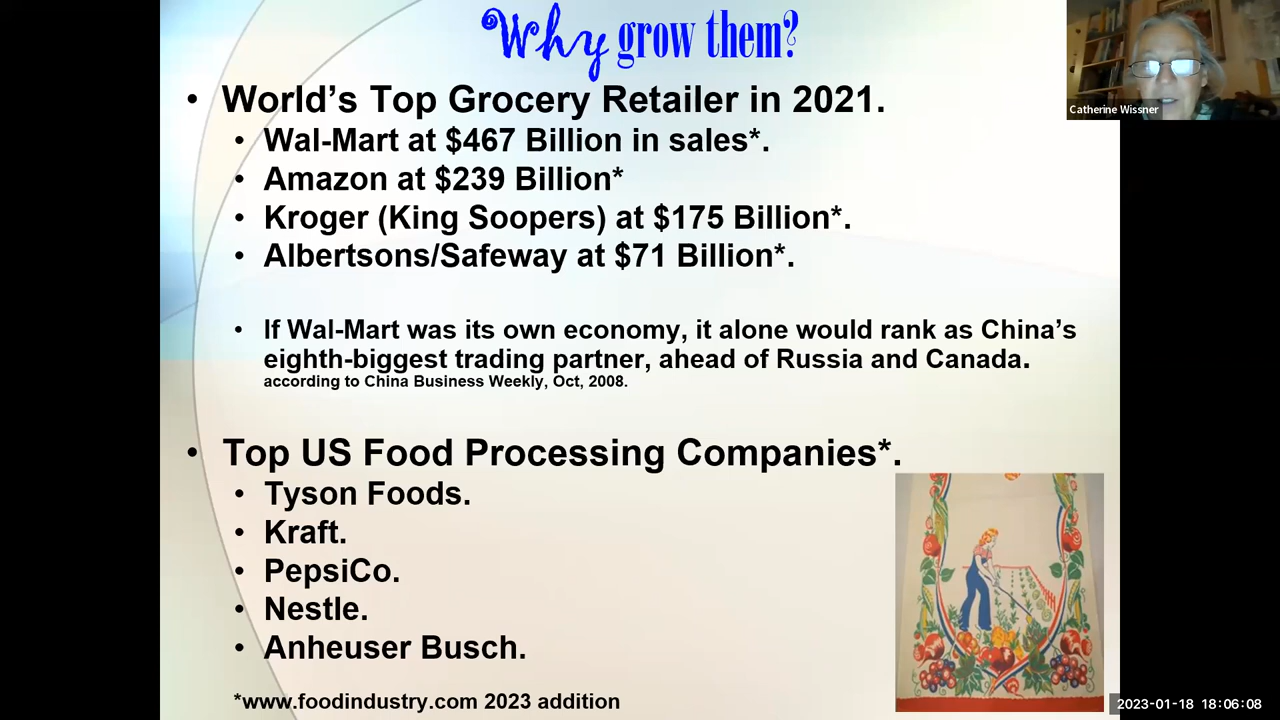 Why grow them?
• World's Top Grocery Retailer in 2021.
• Wal-Mart at $467 Billion in sales*.
• Amazon at $239 Billion*
• Kroger (King Soopers) at $175 Billion*.
• Albertsons/Safeway at $71 Billion*.
• If Wal-Mart was its own economy, it alone would rank as China's
eighth-biggest trading partner, ahead of Russia and Canada.
according to China Business Weekly, Oct, 2008.
• Top US Food Processing Companies*.
• Tyson Foods.
• Kraft.
• PepsiCo.
• Nestle.
• Anheuser Busch.
*www.foodindustry.com 2023 addition
Catherine Wissner
2023-01-18 18:06:08